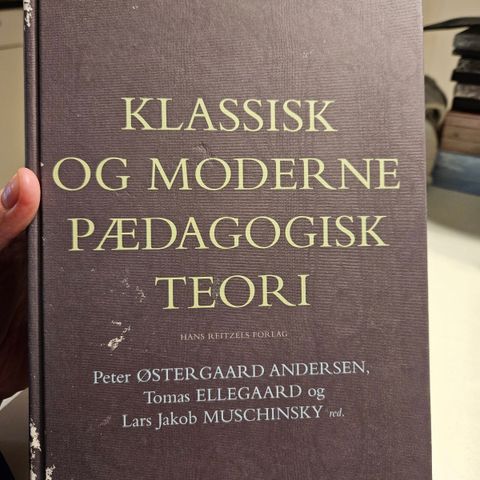 KLASSISK
OG MODERNE
PÆDAGOGISK
TEORI
HANS REITZELS FORLAG
Peter ØSTERGAARD ANDERSEN,
Tomas ELLEGAARD og
Lars Jakob MUSCHINSKY red.